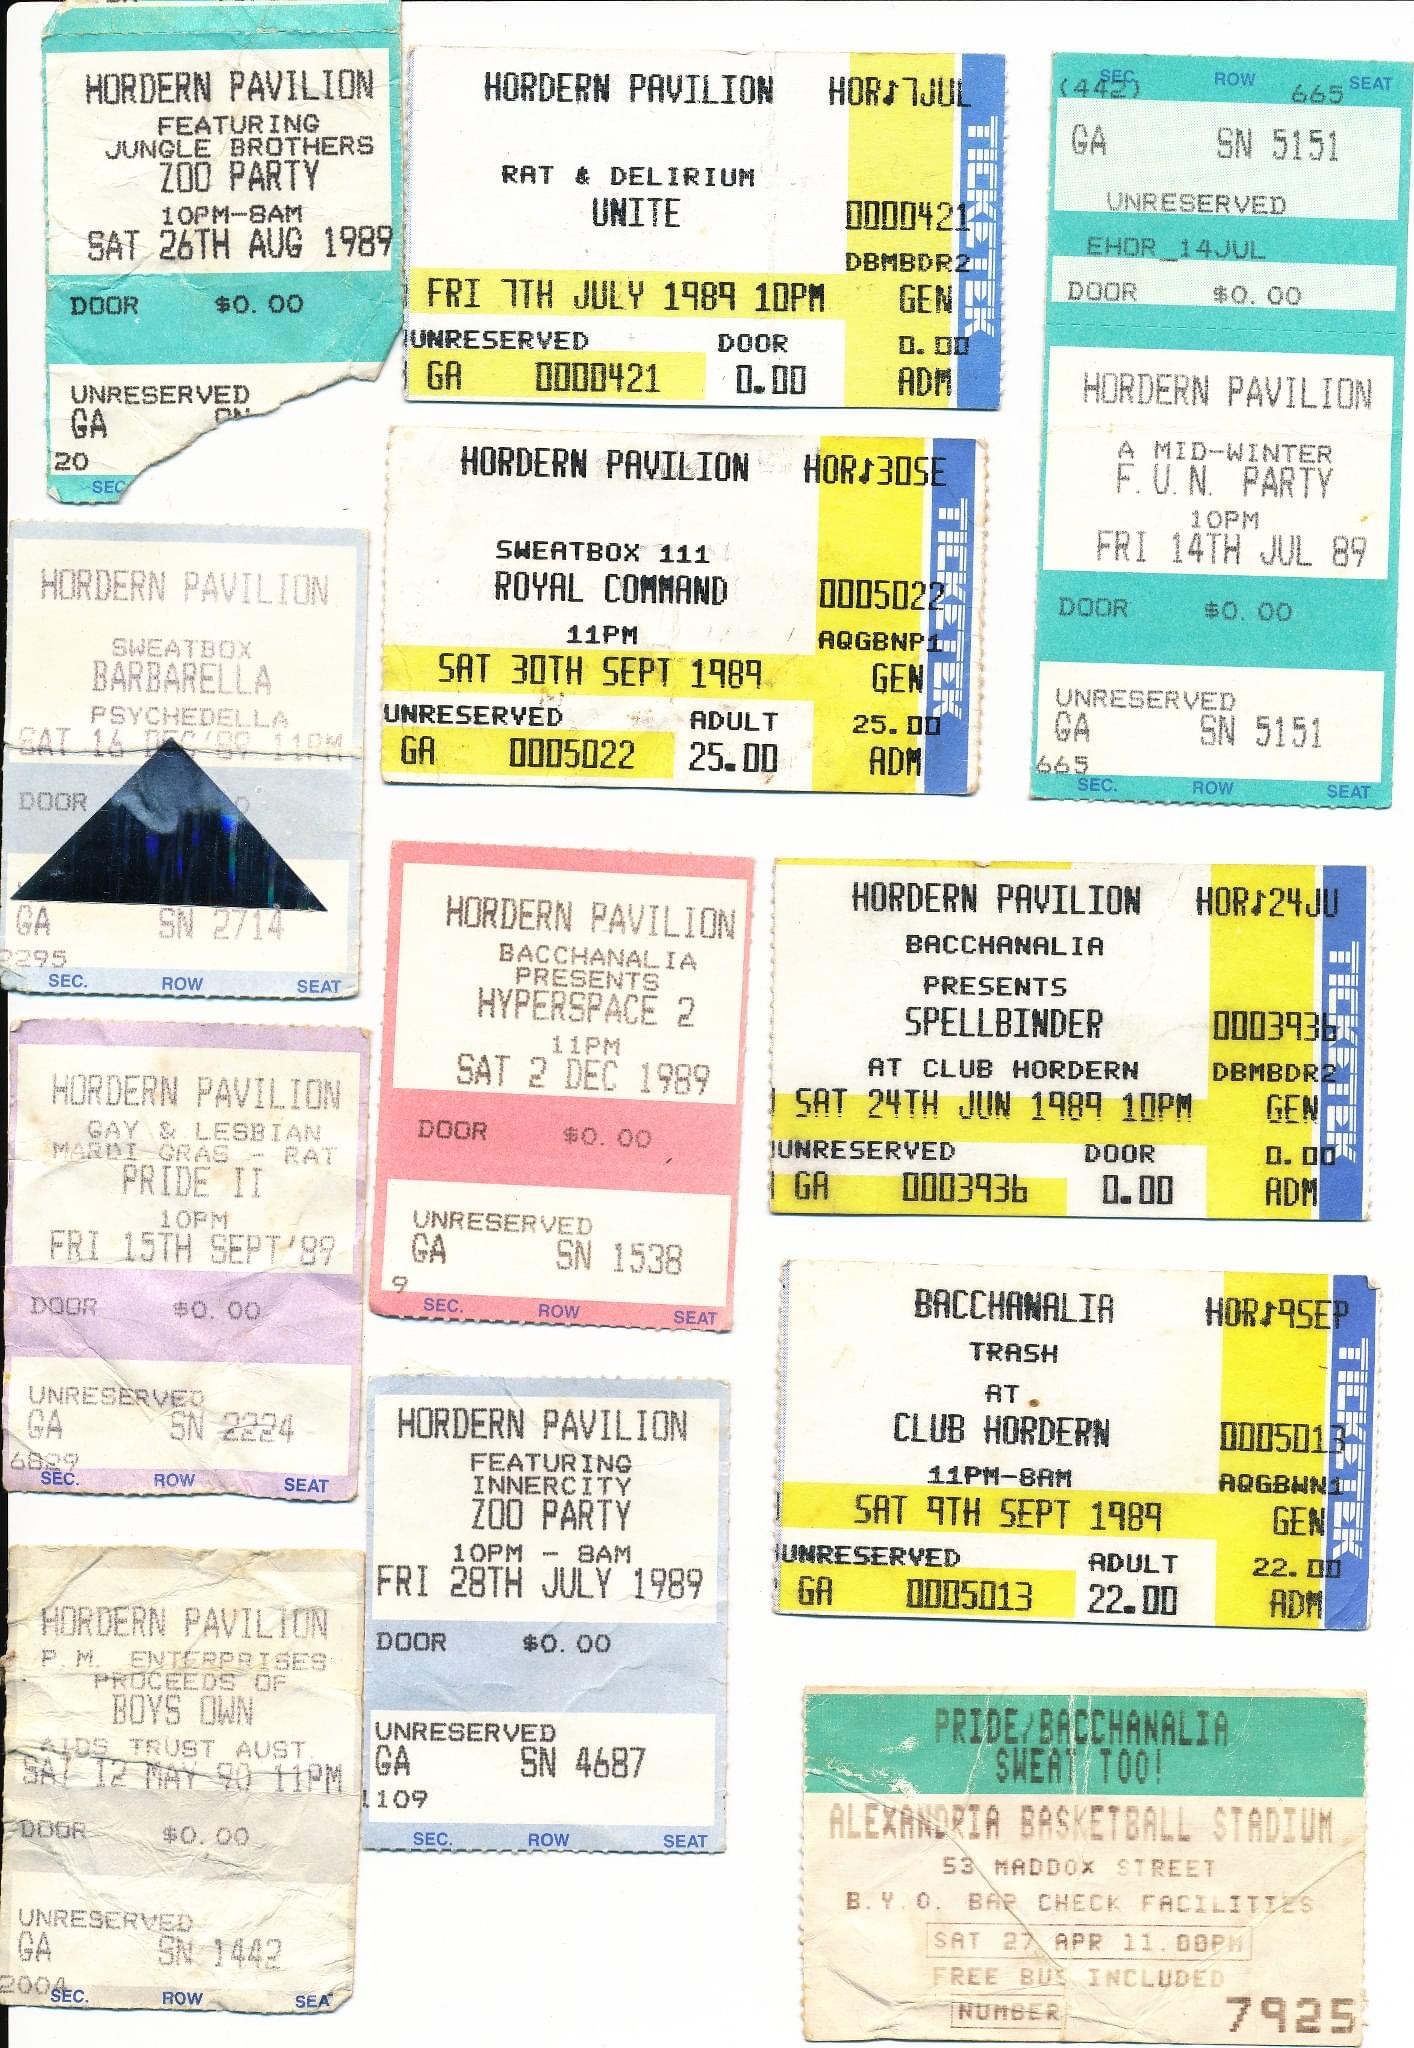 HORDERN PAVILION
FEATURING
JUNGLE BROTHERS
ZOO PARTY
10PM-8AM
SAT 26TH AUG 1989
DOOR $0.00
UNRESERVED
GA
20
SEC
HORDERN PAVILION HOR♪7JUL
RAT & DELIRIUM
UNITE 0000421
DBMBDR2
FRI 7TH JULY 1989 10PM GEN
UNRESERVED DOOR 0.00
GA 0000421 0.00 ADM
TICKETEK
SEC. ROW SEAT
(442) 665
GA SN 5151
UNRESERVED
EHOR_14JUL
DOOR $0.00
HORDERN PAVILION
A MID-WINTER
F.U.N. PARTY
10PM
FRI 14TH JUL 89
DOOR $0.00
UNRESERVED
GA SN 5151
665
SEC. ROW SEAT
HORDERN PAVILION HOR♪30SE
SWEATBOX 111
ROYAL COMMAND 0005022
11PM AQGBNP1
SAT 30TH SEPT 1989 GEN
UNRESERVED ADULT 25.00
GA 0005022 25.00 ADM
TICKETEK
HORDERN PAVILION
SWEATBOX
BARBARELLA
PSYCHEDELLA
SAT 16 DEC'89 11PM
DOOR
GA SN 2714
2295
SEC. ROW SEAT
HORDERN PAVILION
BACCHANALIA
PRESENTS
HYPERSPACE 2
11PM
SAT 2 DEC 1989
DOOR $0.00
UNRESERVED
GA SN 1538
9
SEC. ROW SEAT
HORDERN PAVILION HOR♪24JU
BACCHANALIA
PRESENTS
SPELLBINDER 0003936
AT CLUB HORDERN DBMBDR2
SAT 24TH JUN 1989 10PM GEN
UNRESERVED DOOR 0.00
GA 0003936 0.00 ADM
TICKETEK
HORDERN PAVILION
GAY & LESBIAN
MARDI GRAS - RAT
PRIDE II
10PM
FRI 15TH SEPT'89
DOOR $0.00
UNRESERVED
GA SN 2224
6829
SEC. ROW SEAT
BACCHANALIA HOR♪9SEP
TRASH
AT
CLUB HORDERN 0005013
11PM-8AM AQGBWN1
SAT 9TH SEPT 1989 GEN
UNRESERVED ADULT 22.00
GA 0005013 22.00 ADM
TICKETEK
HORDERN PAVILION
FEATURING
INNERCITY
ZOO PARTY
10PM - 8AM
FRI 28TH JULY 1989
DOOR $0.00
UNRESERVED
GA SN 4687
1109
SEC. ROW SEAT
HORDERN PAVILION
P.M. ENTERPRISES
PROCEEDS OF
BOYS OWN
AIDS TRUST AUST.
SAT 12 MAY 90 11PM
DOOR $0.00
UNRESERVED
GA SN 1442
2004
SEC. ROW SEA
PRIDE/BACCHANALIA
SWEAT TOO!
ALEXANDRIA BASKETBALL STADIUM
53 MADDOX STREET
B.Y.O. BAR CHECK FACILITIES
SAT 27 APR 11.00PM
FREE BUS INCLUDED
NUMBER 7925